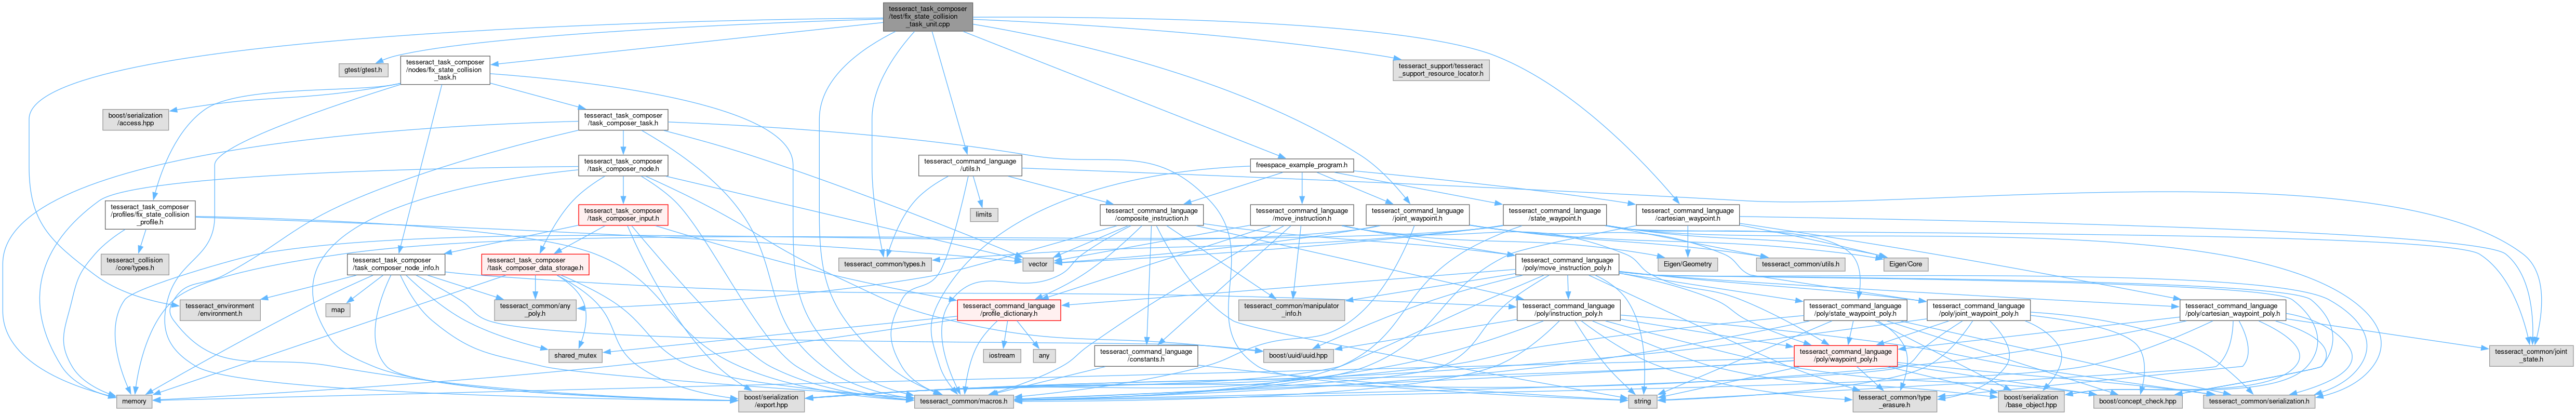 tesseract_task_composer
/test/fix_state_collision
_task_unit.cpp
gtest/gtest.h
tesseract_task_composer
/nodes/fix_state_collision
_task.h
tesseract_support/tesseract
_support_resource_locator.h
boost/serialization
/access.hpp
tesseract_task_composer
/task_composer_task.h
tesseract_task_composer
/task_composer_node.h
tesseract_command_language
/utils.h
freespace_example_program.h
tesseract_task_composer
/profiles/fix_state_collision
_profile.h
tesseract_task_composer
/task_composer_input.h
limits
tesseract_command_language
/composite_instruction.h
tesseract_command_language
/move_instruction.h
tesseract_command_language
/joint_waypoint.h
tesseract_command_language
/state_waypoint.h
tesseract_command_language
/cartesian_waypoint.h
tesseract_collision
/core/types.h
tesseract_task_composer
/task_composer_node_info.h
tesseract_task_composer
/task_composer_data_storage.h
tesseract_common/types.h
vector
tesseract_command_language
/poly/move_instruction_poly.h
Eigen/Geometry
tesseract_common/utils.h
Eigen/Core
tesseract_environment
/environment.h
map
tesseract_common/any
_poly.h
tesseract_command_language
/profile_dictionary.h
tesseract_common/manipulator
_info.h
tesseract_command_language
/poly/instruction_poly.h
tesseract_command_language
/poly/state_waypoint_poly.h
tesseract_command_language
/poly/joint_waypoint_poly.h
tesseract_command_language
/poly/cartesian_waypoint_poly.h
shared_mutex
iostream
any
tesseract_command_language
/constants.h
boost/uuid/uuid.hpp
tesseract_command_language
/poly/waypoint_poly.h
tesseract_common/joint
_state.h
memory
boost/serialization
/export.hpp
tesseract_common/macros.h
string
tesseract_common/type
_erasure.h
boost/serialization
/base_object.hpp
boost/concept_check.hpp
tesseract_common/serialization.h